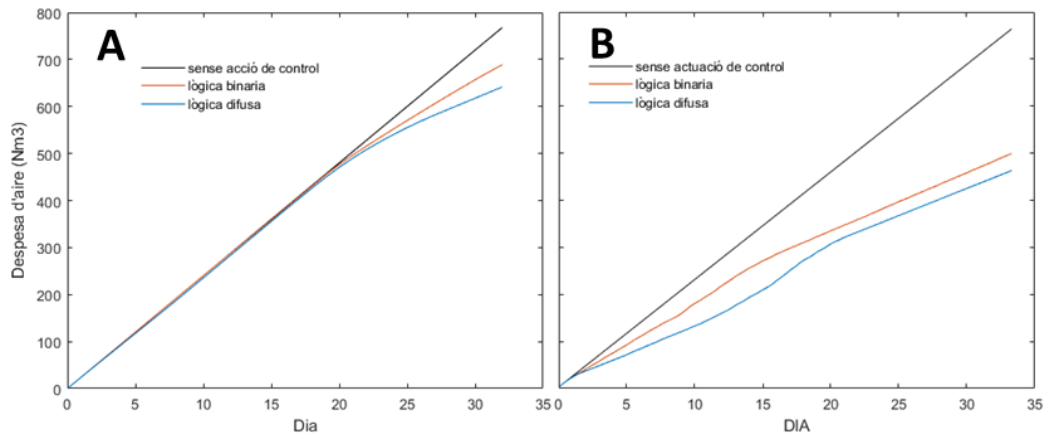 A
B
sense acció de control
lògica binaria
lògica difusa
sense actuació de control
lògica binaria
lògica difusa
Despesa d'aire (Nm3)
800
700
600
500
400
300
200
100
0
0 5 10 15 20 25 30 35
Dia
0 5 10 15 20 25 30 35
DIA